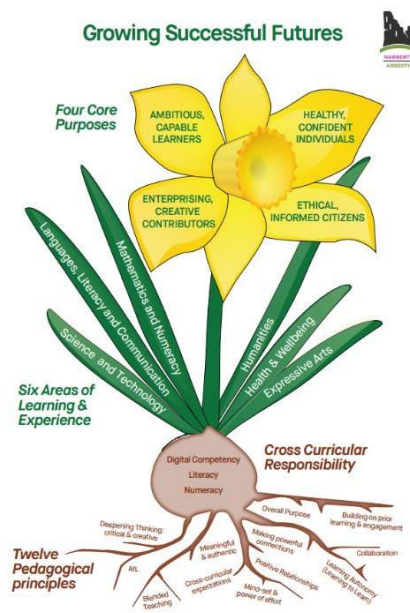 Growing Successful Futures
NARBERTH
ARBERTH
Four Core
Purposes
AMBITIOUS,
CAPABLE
LEARNERS
HEALTHY,
CONFIDENT
INDIVIDUALS
ENTERPRISING,
CREATIVE
CONTRIBUTORS
ETHICAL,
INFORMED CITIZENS
Mathematics and Numeracy
Languages, Literacy and Communication
Science and Technology
Humanities
Health & Wellbeing
Expressive Arts
Six Areas of
Learning &
Experience
Cross Curricular
Responsibility
Digital Competency
Literacy
Numeracy
Twelve
Pedagogical
principles
Deepening Thinking:
critical & creative
AfL
Blended
Teaching
Meaningful
& authentic
Cross-curricular
expectations
Mind-set &
power of effort
Positive Relationships
Making powerful
connections
Overall Purpose
Building on prior
learning & engagement
Collaboration
Learning Autonomy
(Learning to Learn)